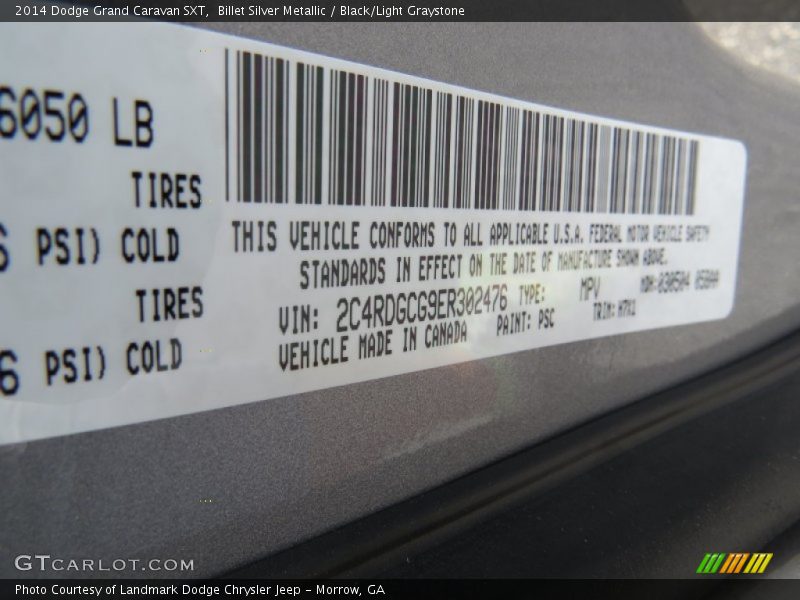 2014 Dodge Grand Caravan SXT,  Billet Silver Metallic / Black/Light Graystone
6050 LB
TIRES
6 PSI) COLD
TIRES
6 PSI) COLD
THIS VEHICLE CONFORMS TO ALL APPLICABLE U.S.A. FEDERAL MOTOR VEHICLE SAFETY
STANDARDS IN EFFECT ON THE DATE OF MANUFACTURE SHOWN ABOVE.
VIN: 2C4RDGCG9ER302476 TYPE: MPV
VEHICLE MADE IN CANADA PAINT: PSC TRIM:
GTCARLOT.COM
Photo Courtesy of Landmark Dodge Chrysler Jeep - Morrow, GA